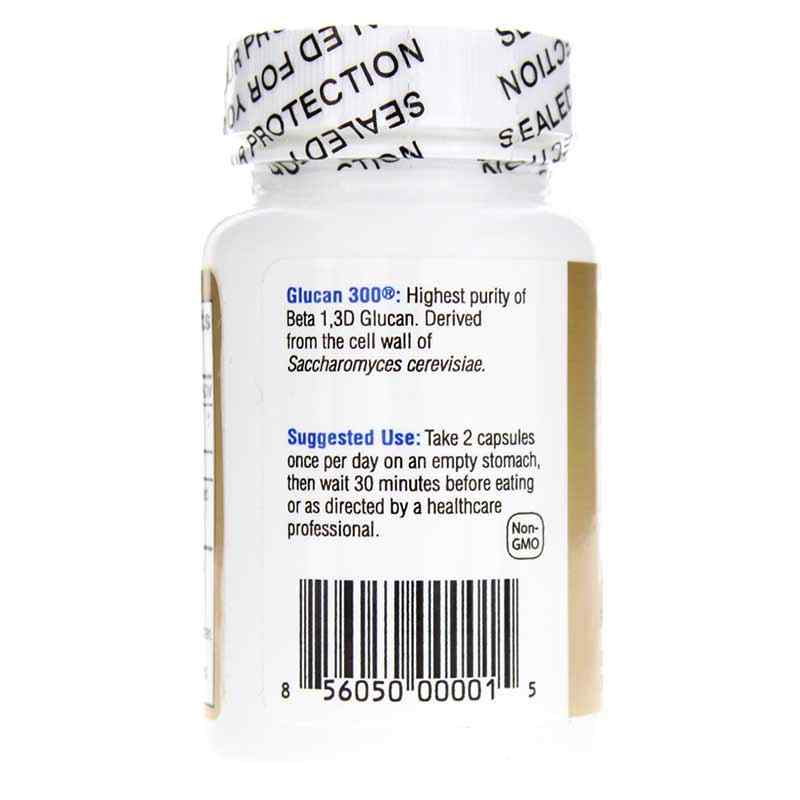 SEALED FOR YOUR PROTECTION
Glucan 300®: Highest purity of
Beta 1,3D Glucan. Derived
from the cell wall of
Saccharomyces cerevisiae.
Suggested Use: Take 2 capsules
once per day on an empty stomach,
then wait 30 minutes before eating
or as directed by a healthcare
professional.
Non-
GMO
8 56050 00001 5